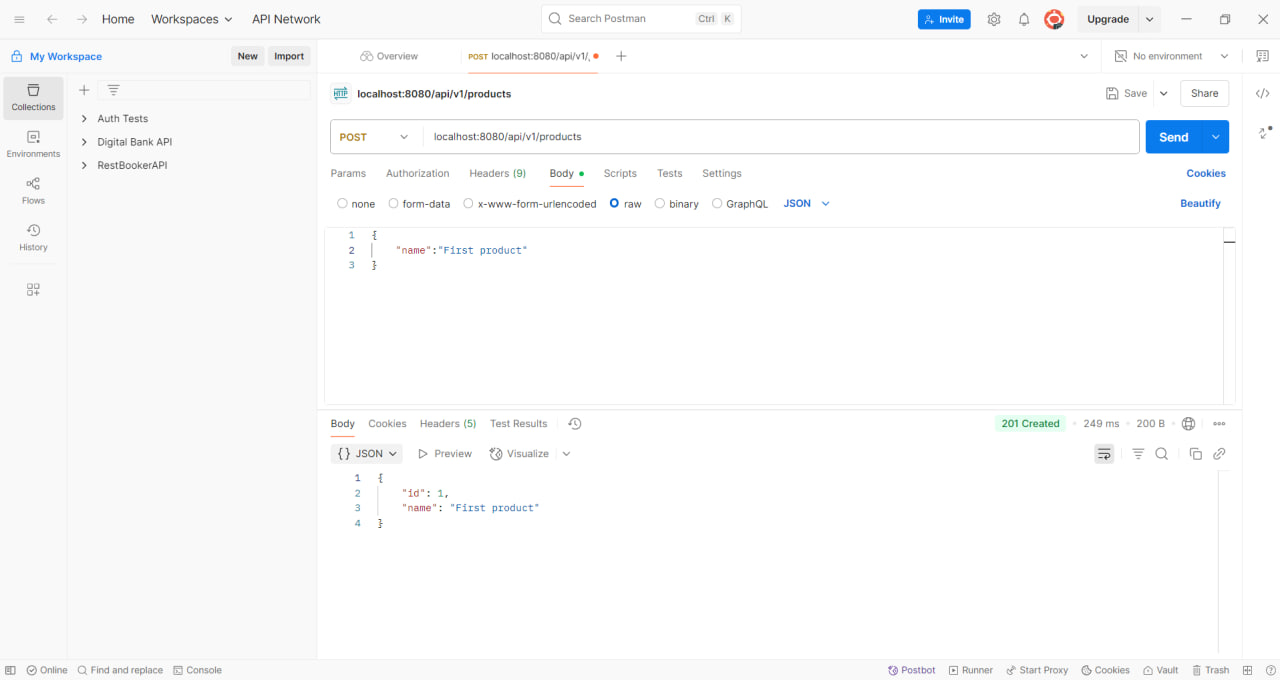 Home Workspaces API Network Search Postman Ctrl K Invite Upgrade
My Workspace New Import Overview POST localhost:8080/api/v1/ No environment
Collections
Environments
Flows
History
Auth Tests
Digital Bank API
RestBookerAPI
HTTP localhost:8080/api/v1/products Save Share
POST localhost:8080/api/v1/products Send
Params Authorization Headers (9) Body Scripts Tests Settings Cookies
none form-data x-www-form-urlencoded raw binary GraphQL JSON Beautify
1 {
2 "name":"First product"
3 }
Body Cookies Headers (5) Test Results 201 Created 249 ms 200 B
{} JSON Preview Visualize
1 {
2 "id": 1,
3 "name": "First product"
4 }
Online Find and replace Console Postbot Runner Start Proxy Cookies Vault Trash